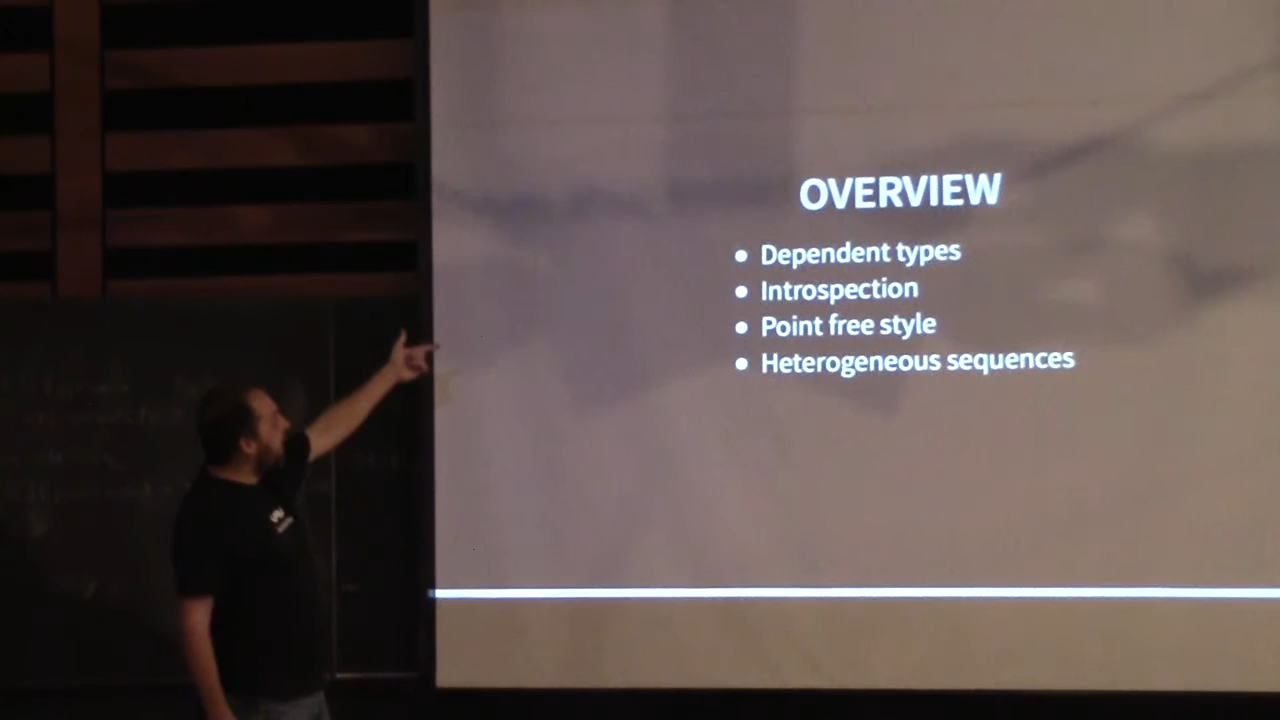 OVERVIEW
Dependent types
Introspection
Point free style
Heterogeneous sequences